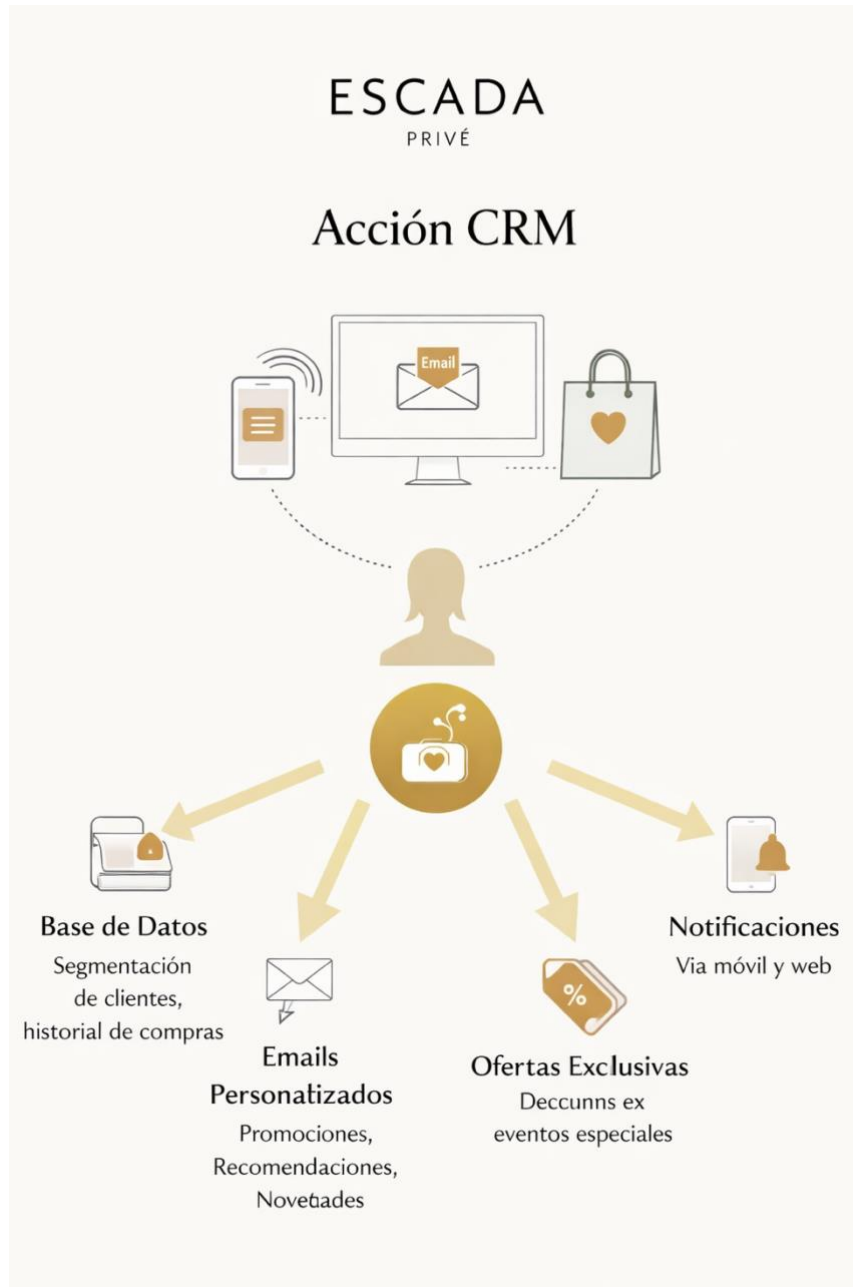 ESCADA
PRIVÉ
Acción CRM
Email
Base de Datos
Segmentación
de clientes,
historial de compras
Emails
Personatizados
Promociones,
Recomendaciones,
Novetades
Ofertas Exclusivas
Deccunns ex
eventos especiales
%
Notificaciones
Via móvil y web